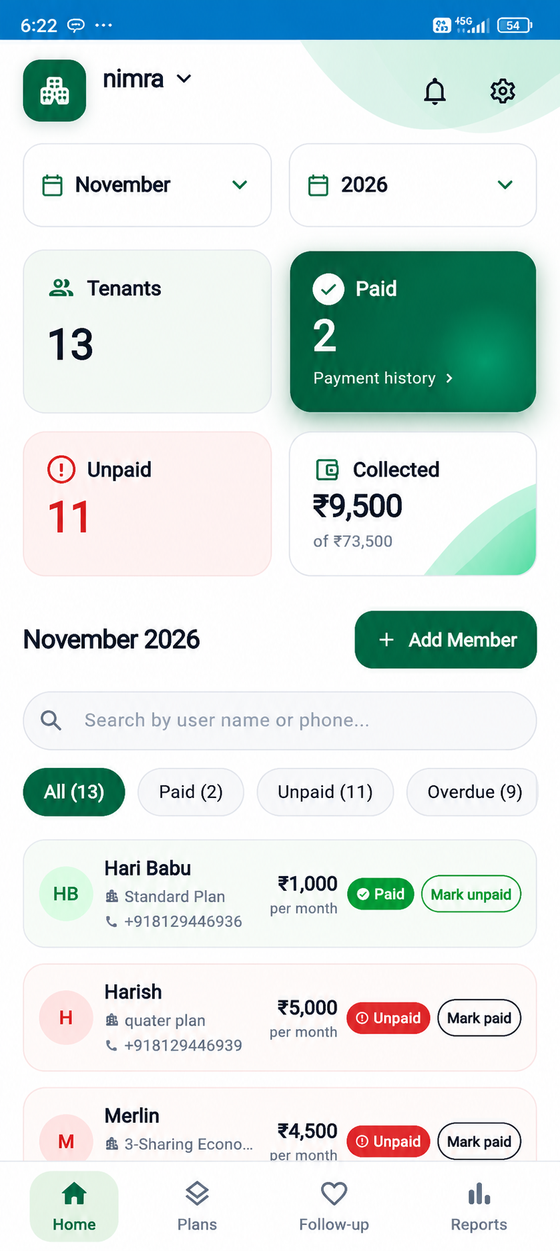 6:22 ... 4G 54
nimra
November
2026
Tenants
13
Paid
2
Payment history
Unpaid
11
Collected
₹9,500
of ₹73,500
November 2026
+ Add Member
Search by user name or phone...
All (13) Paid (2) Unpaid (11) Overdue (9)
HB
Hari Babu
Standard Plan
+918129446936
₹1,000
per month
Paid
Mark unpaid
H
Harish
quater plan
+918129446939
₹5,000
per month
Unpaid
Mark paid
M
Merlin
3-Sharing Econo...
₹4,500
per month
Unpaid
Mark paid
Home Plans Follow-up Reports